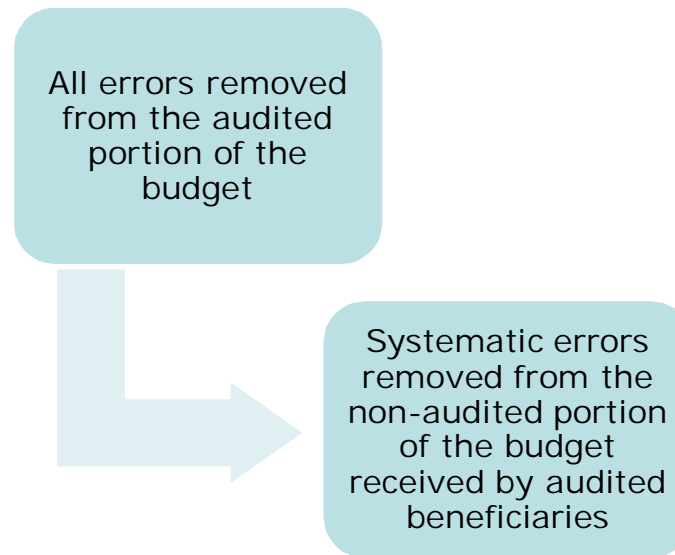 All errors removed
from the audited
portion of the
budget
Systematic errors
removed from the
non-audited portion
of the budget
received by audited
beneficiaries